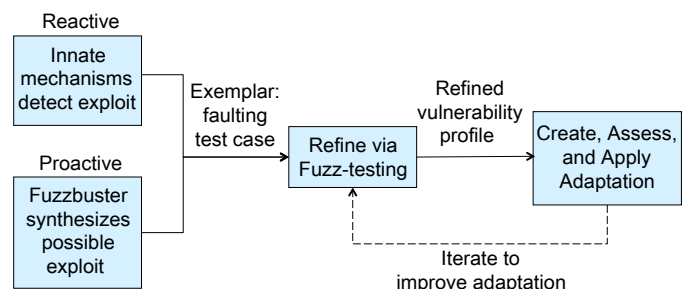 Reactive
Innate
mechanisms
detect exploit
Proactive
Fuzzbuster
synthesizes
possible
exploit
Exemplar:
faulting
test case
Refine via
Fuzz-testing
Refined
vulnerability
profile
Create, Assess,
and Apply
Adaptation
Iterate to
improve adaptation